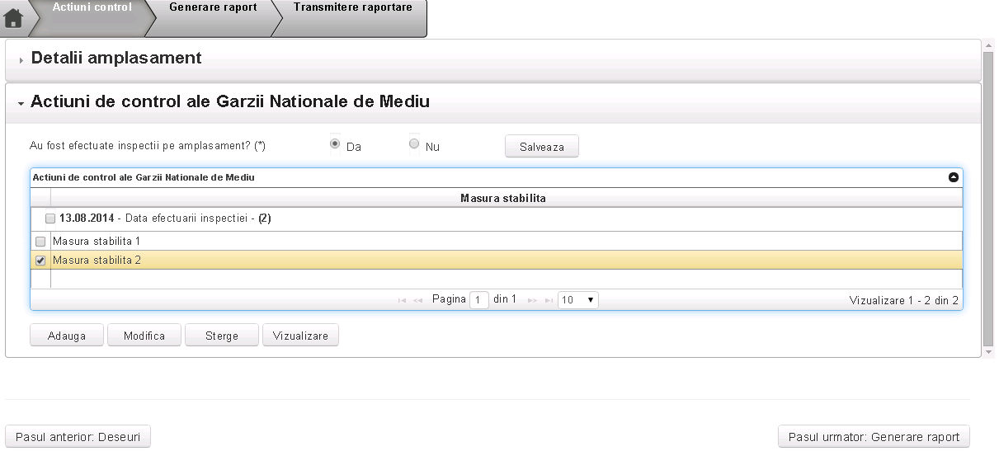 Actiuni control
Generare raport
Transmitere raportare
Detalii amplasament
Actiuni de control ale Garzii Nationale de Mediu
Au fost efectuate inspectii pe amplasament? (*) Da Nu Salveaza
Actiuni de control ale Garzii Nationale de Mediu
Masura stabilita
13.08.2014 - Data efectuarii inspectiei - (2)
Masura stabilita 1
Masura stabilita 2
Pagina 1 din 1 10 Vizualizare 1 - 2 din 2
Adauga Modifica Sterge Vizualizare
Pasul anterior: Deseuri Pasul urmator: Generare raport